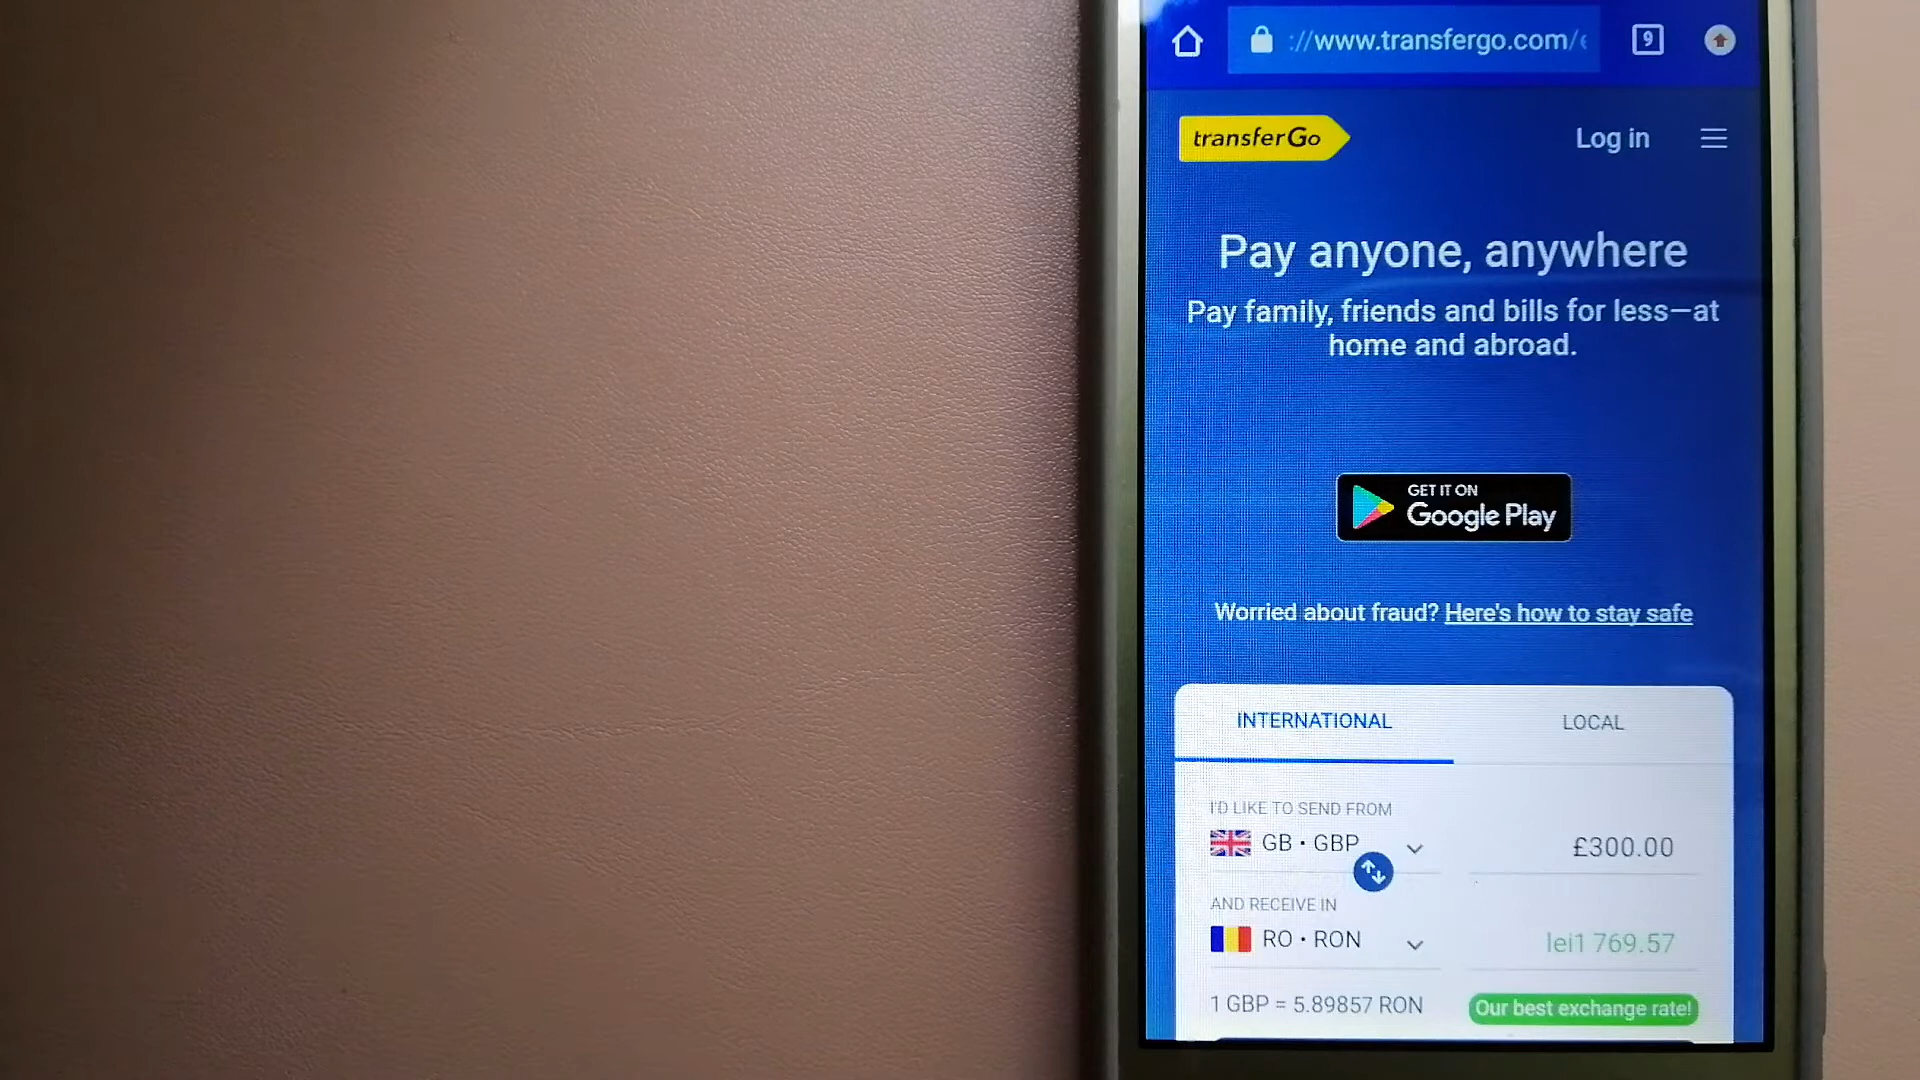 ://www.transfergo.com/
9
transferGo
Log in
Pay anyone, anywhere
Pay family, friends and bills for less—at
home and abroad.
GET IT ON
Google Play
Worried about fraud? Here's how to stay safe
INTERNATIONAL
LOCAL
I'D LIKE TO SEND FROM
GB • GBP
£300.00
AND RECEIVE IN
RO • RON
lei1 769.57
1 GBP = 5.89857 RON
Our best exchange rate!